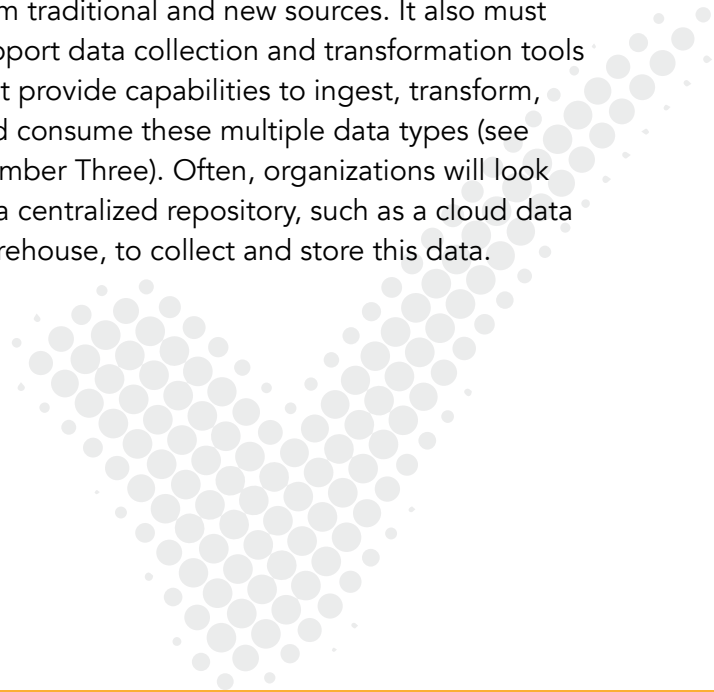 m traditional and new sources. It also must
pport data collection and transformation tools
t provide capabilities to ingest, transform,
d consume these multiple data types (see
mber Three). Often, organizations will look
a centralized repository, such as a cloud data
rehouse, to collect and store this data.